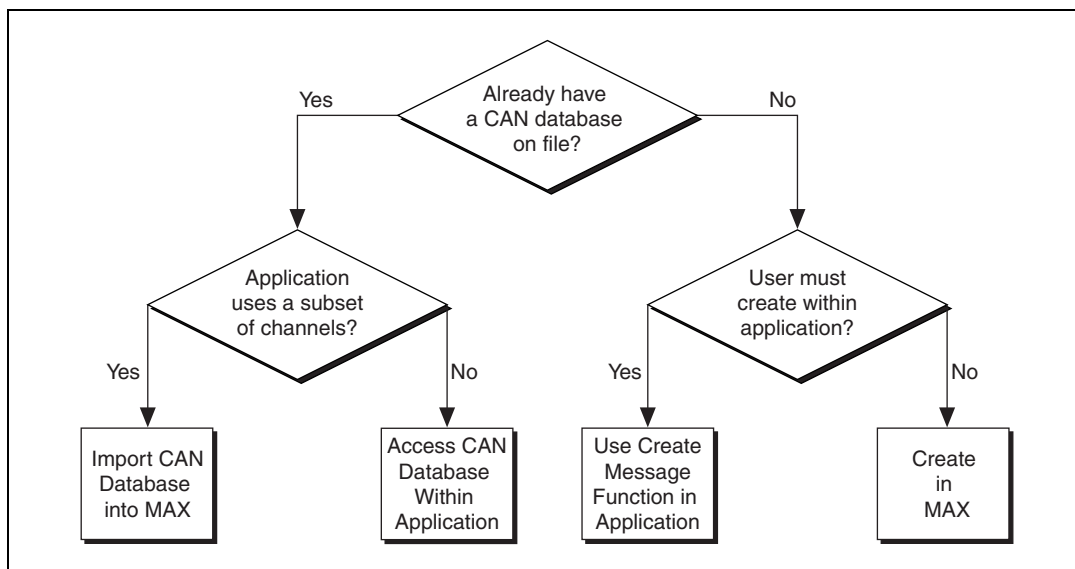 Already have
a CAN database
on file?
Yes
No
Application
uses a subset
of channels?
User must
create within
application?
Yes
No
Yes
No
Import CAN
Database
into MAX
Access CAN
Database
Within
Application
Use Create
Message
Function in
Application
Create
in
MAX